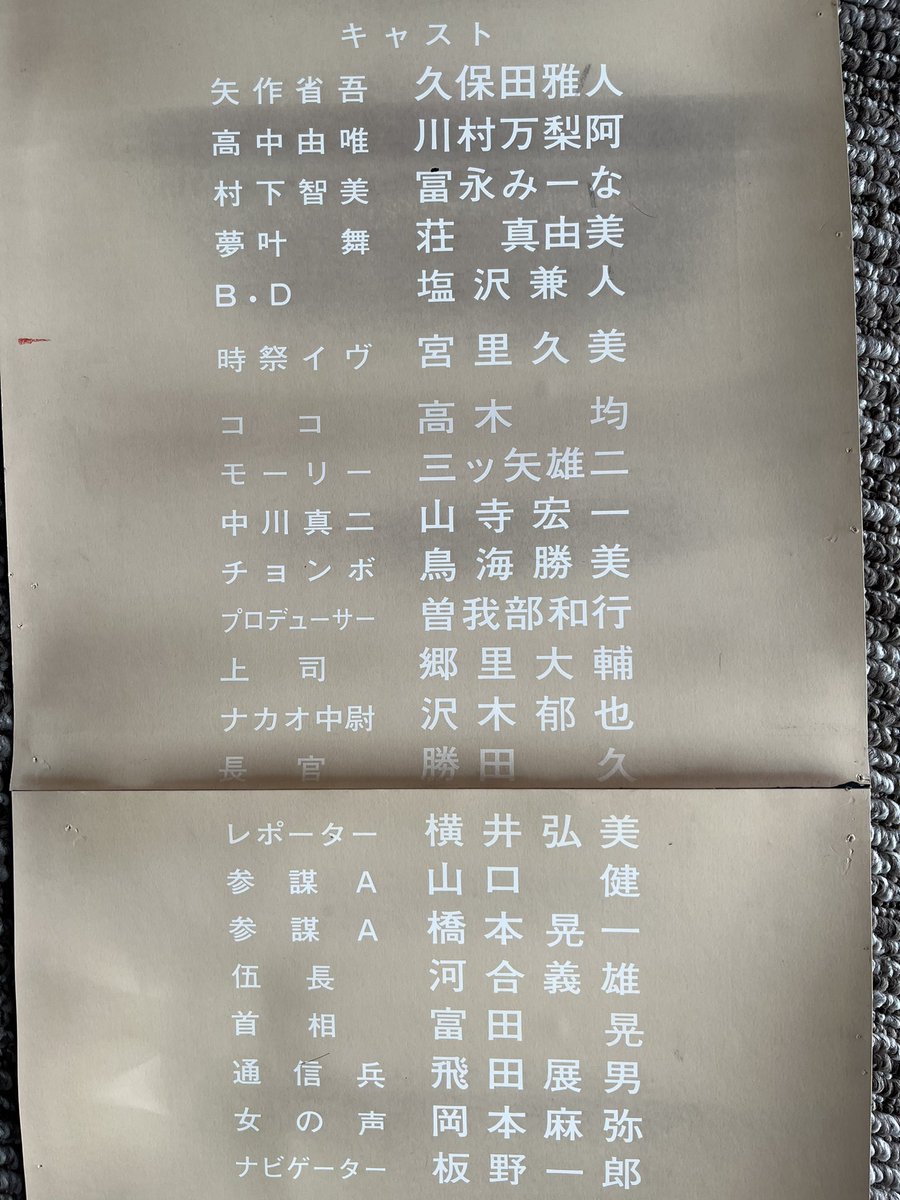 キャスト
矢作省吾 久保田雅人
高中由唯 川村万梨阿
村下智美 富永みーな
夢叶 舞 荘 真由美
B・D 塩沢兼人
時祭イヴ 宮里久美
ココ 高木 均
モーリー 三ッ矢雄二
中川真二 山寺宏一
チョンボ 鳥海勝美
プロデューサー 曽我部和行
上司 郷里大輔
ナカオ中尉 沢木郁也
長官 勝田 久
レポーター 横井弘美
参謀A 山口 健
参謀A 橋本晃一
伍長 河合義雄
首相 富田 晃
通信兵 飛田展男
女の声 岡本麻弥
ナビゲーター 板野一郎